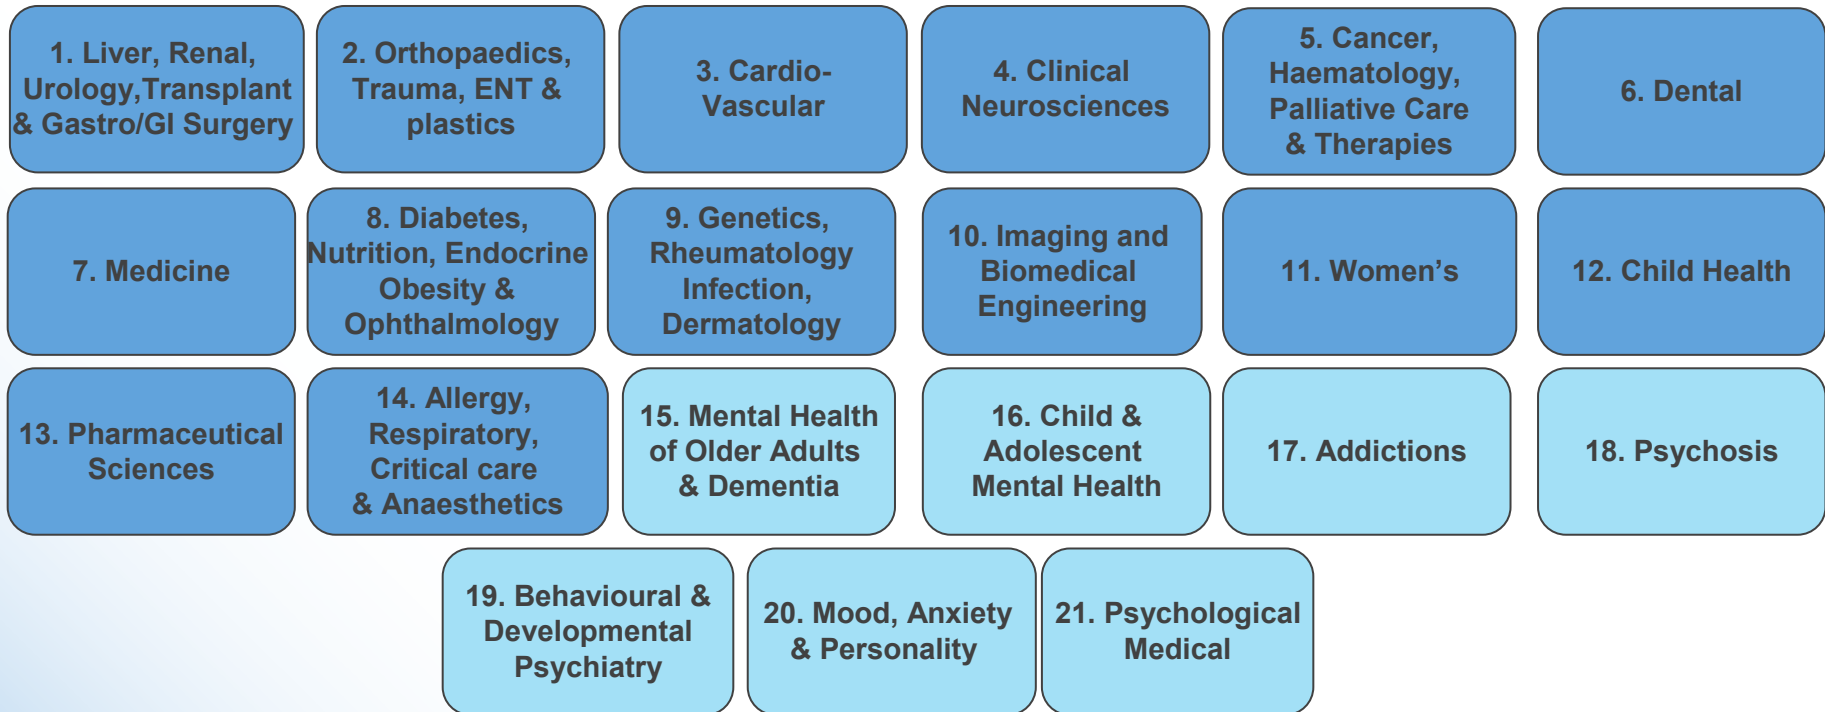 1. Liver, Renal,
Urology,Transplant
& Gastro/GI Surgery
2. Orthopaedics,
Trauma, ENT &
plastics
3. Cardio-
Vascular
4. Clinical
Neurosciences
5. Cancer,
Haematology,
Palliative Care
& Therapies
6. Dental
7. Medicine
8. Diabetes,
Nutrition, Endocrine
Obesity &
Ophthalmology
9. Genetics,
Rheumatology
Infection,
Dermatology
10. Imaging and
Biomedical
Engineering
11. Women’s
12. Child Health
13. Pharmaceutical
Sciences
14. Allergy,
Respiratory,
Critical care
& Anaesthetics
15. Mental Health
of Older Adults
& Dementia
16. Child &
Adolescent
Mental Health
17. Addictions
18. Psychosis
19. Behavioural &
Developmental
Psychiatry
20. Mood, Anxiety
& Personality
21. Psychological
Medical